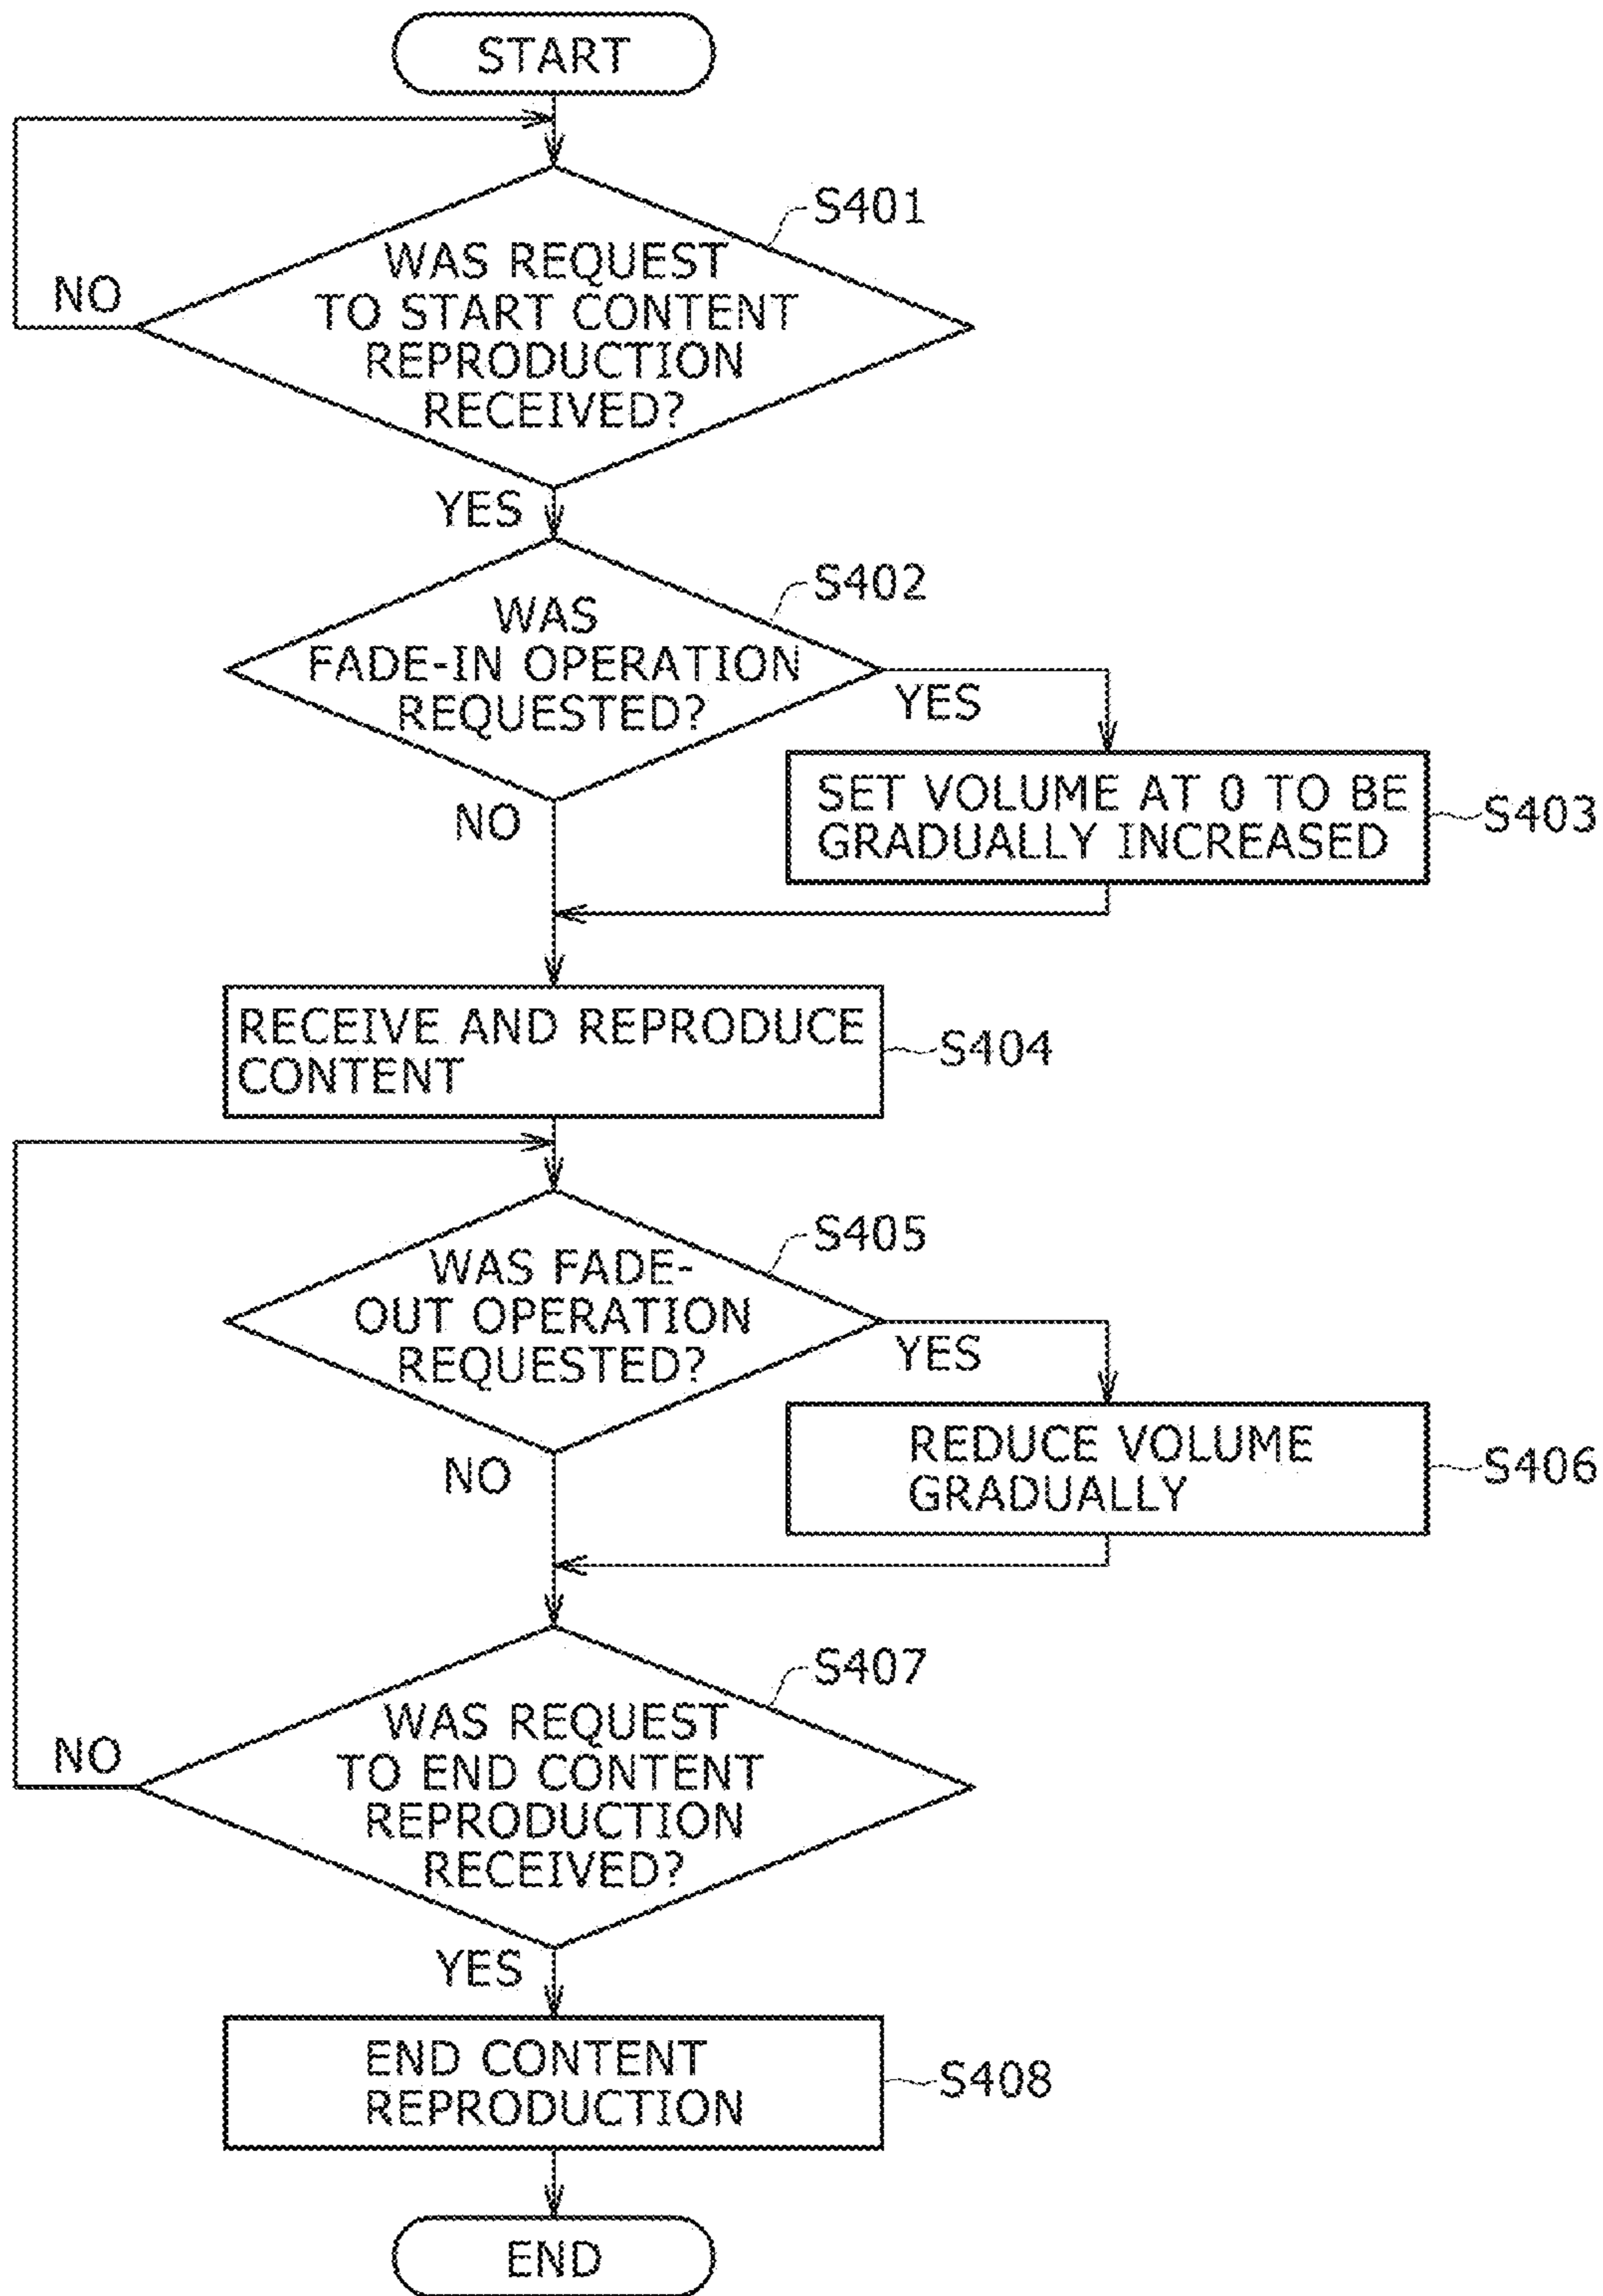 START
S401
WAS REQUEST
TO START CONTENT
REPRODUCTION
RECEIVED?
NO
YES
S402
WAS
FADE-IN OPERATION
REQUESTED?
YES
NO
SET VOLUME AT 0 TO BE
GRADUALLY INCREASED
S403
RECEIVE AND REPRODUCE
CONTENT
S404
S405
WAS FADE-
OUT OPERATION
REQUESTED?
YES
NO
REDUCE VOLUME
GRADUALLY
S406
S407
WAS REQUEST
TO END CONTENT
REPRODUCTION
RECEIVED?
NO
YES
END CONTENT
REPRODUCTION
S408
END